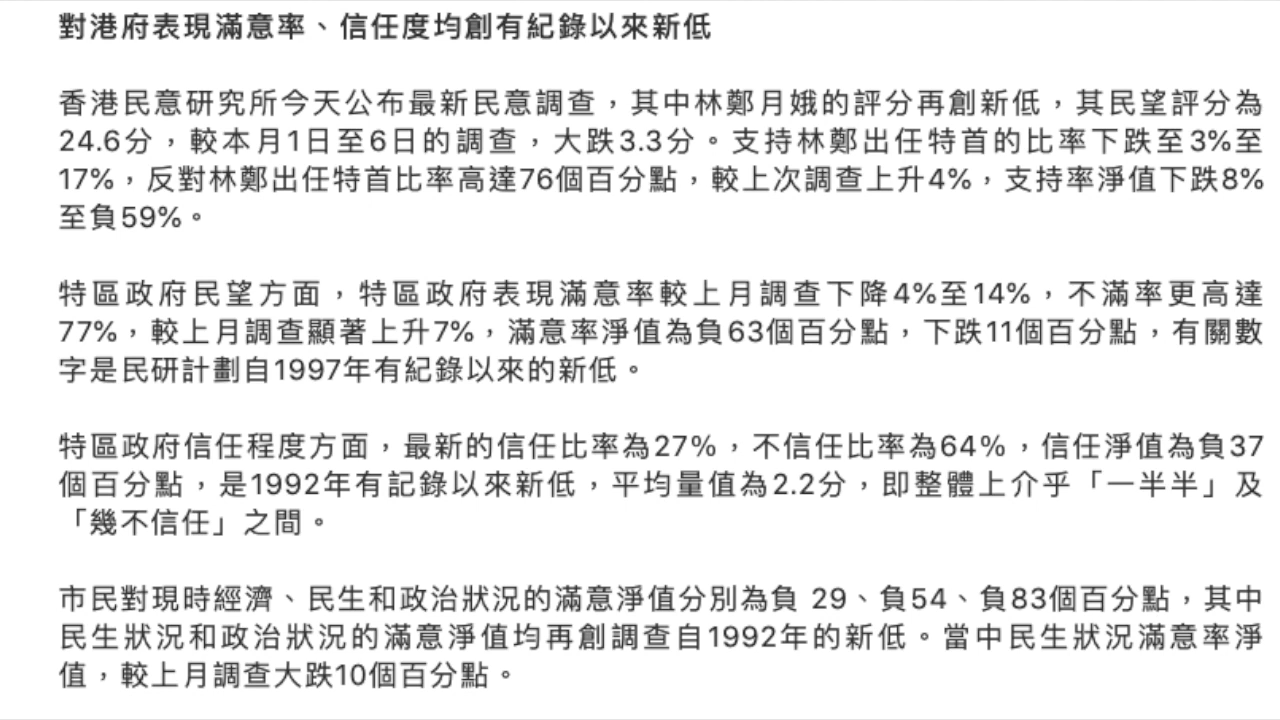 對港府表現滿意率、信任度均創有紀錄以來新低
香港民意研究所今天公布最新民意調查，其中林鄭月娥的評分再創新低，其民望評分為
24.6分，較本月1日至6日的調查，大跌3.3分。支持林鄭出任特首的比率下跌至3%至
17%，反對林鄭出任特首比率高達76個百分點，較上次調查上升4%，支持率淨值下跌8%
至負59%。
特區政府民望方面，特區政府表現滿意率較上月調查下降4%至14%，不滿率更高達
77%，較上月調查顯著上升7%，滿意率淨值為負63個百分點，下跌11個百分點，有關數
字是民研計劃自1997年有紀錄以來的新低。
特區政府信任程度方面，最新的信任比率為27%，不信任比率為64%，信任淨值為負37
個百分點，是1992年有記錄以來新低，平均量值為2.2分，即整體上介乎「一半半」及
「幾不信任」之間。
市民對現時經濟、民生和政治狀況的滿意淨值分別為負 29、負54、負83個百分點，其中
民生狀況和政治狀況的滿意淨值均再創調查自1992年的新低。當中民生狀況滿意率淨
值，較上月調查大跌10個百分點。